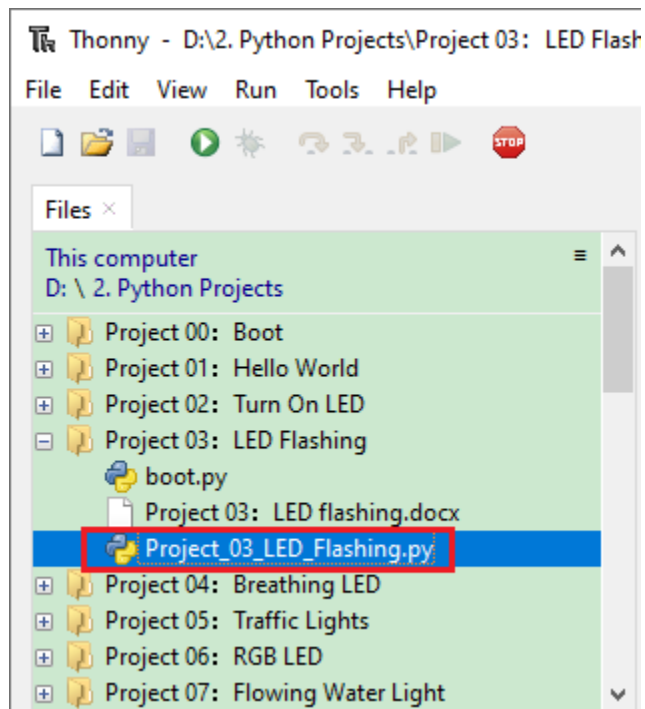 Thonny - D:\2. Python Projects\Project 03：LED Flash
File Edit View Run Tools Help
STOP
Files
This computer
D: \ 2. Python Projects
Project 00：Boot
Project 01：Hello World
Project 02：Turn On LED
Project 03：LED Flashing
boot.py
Project 03：LED flashing.docx
Project_03_LED_Flashing.py
Project 04：Breathing LED
Project 05：Traffic Lights
Project 06：RGB LED
Project 07：Flowing Water Light